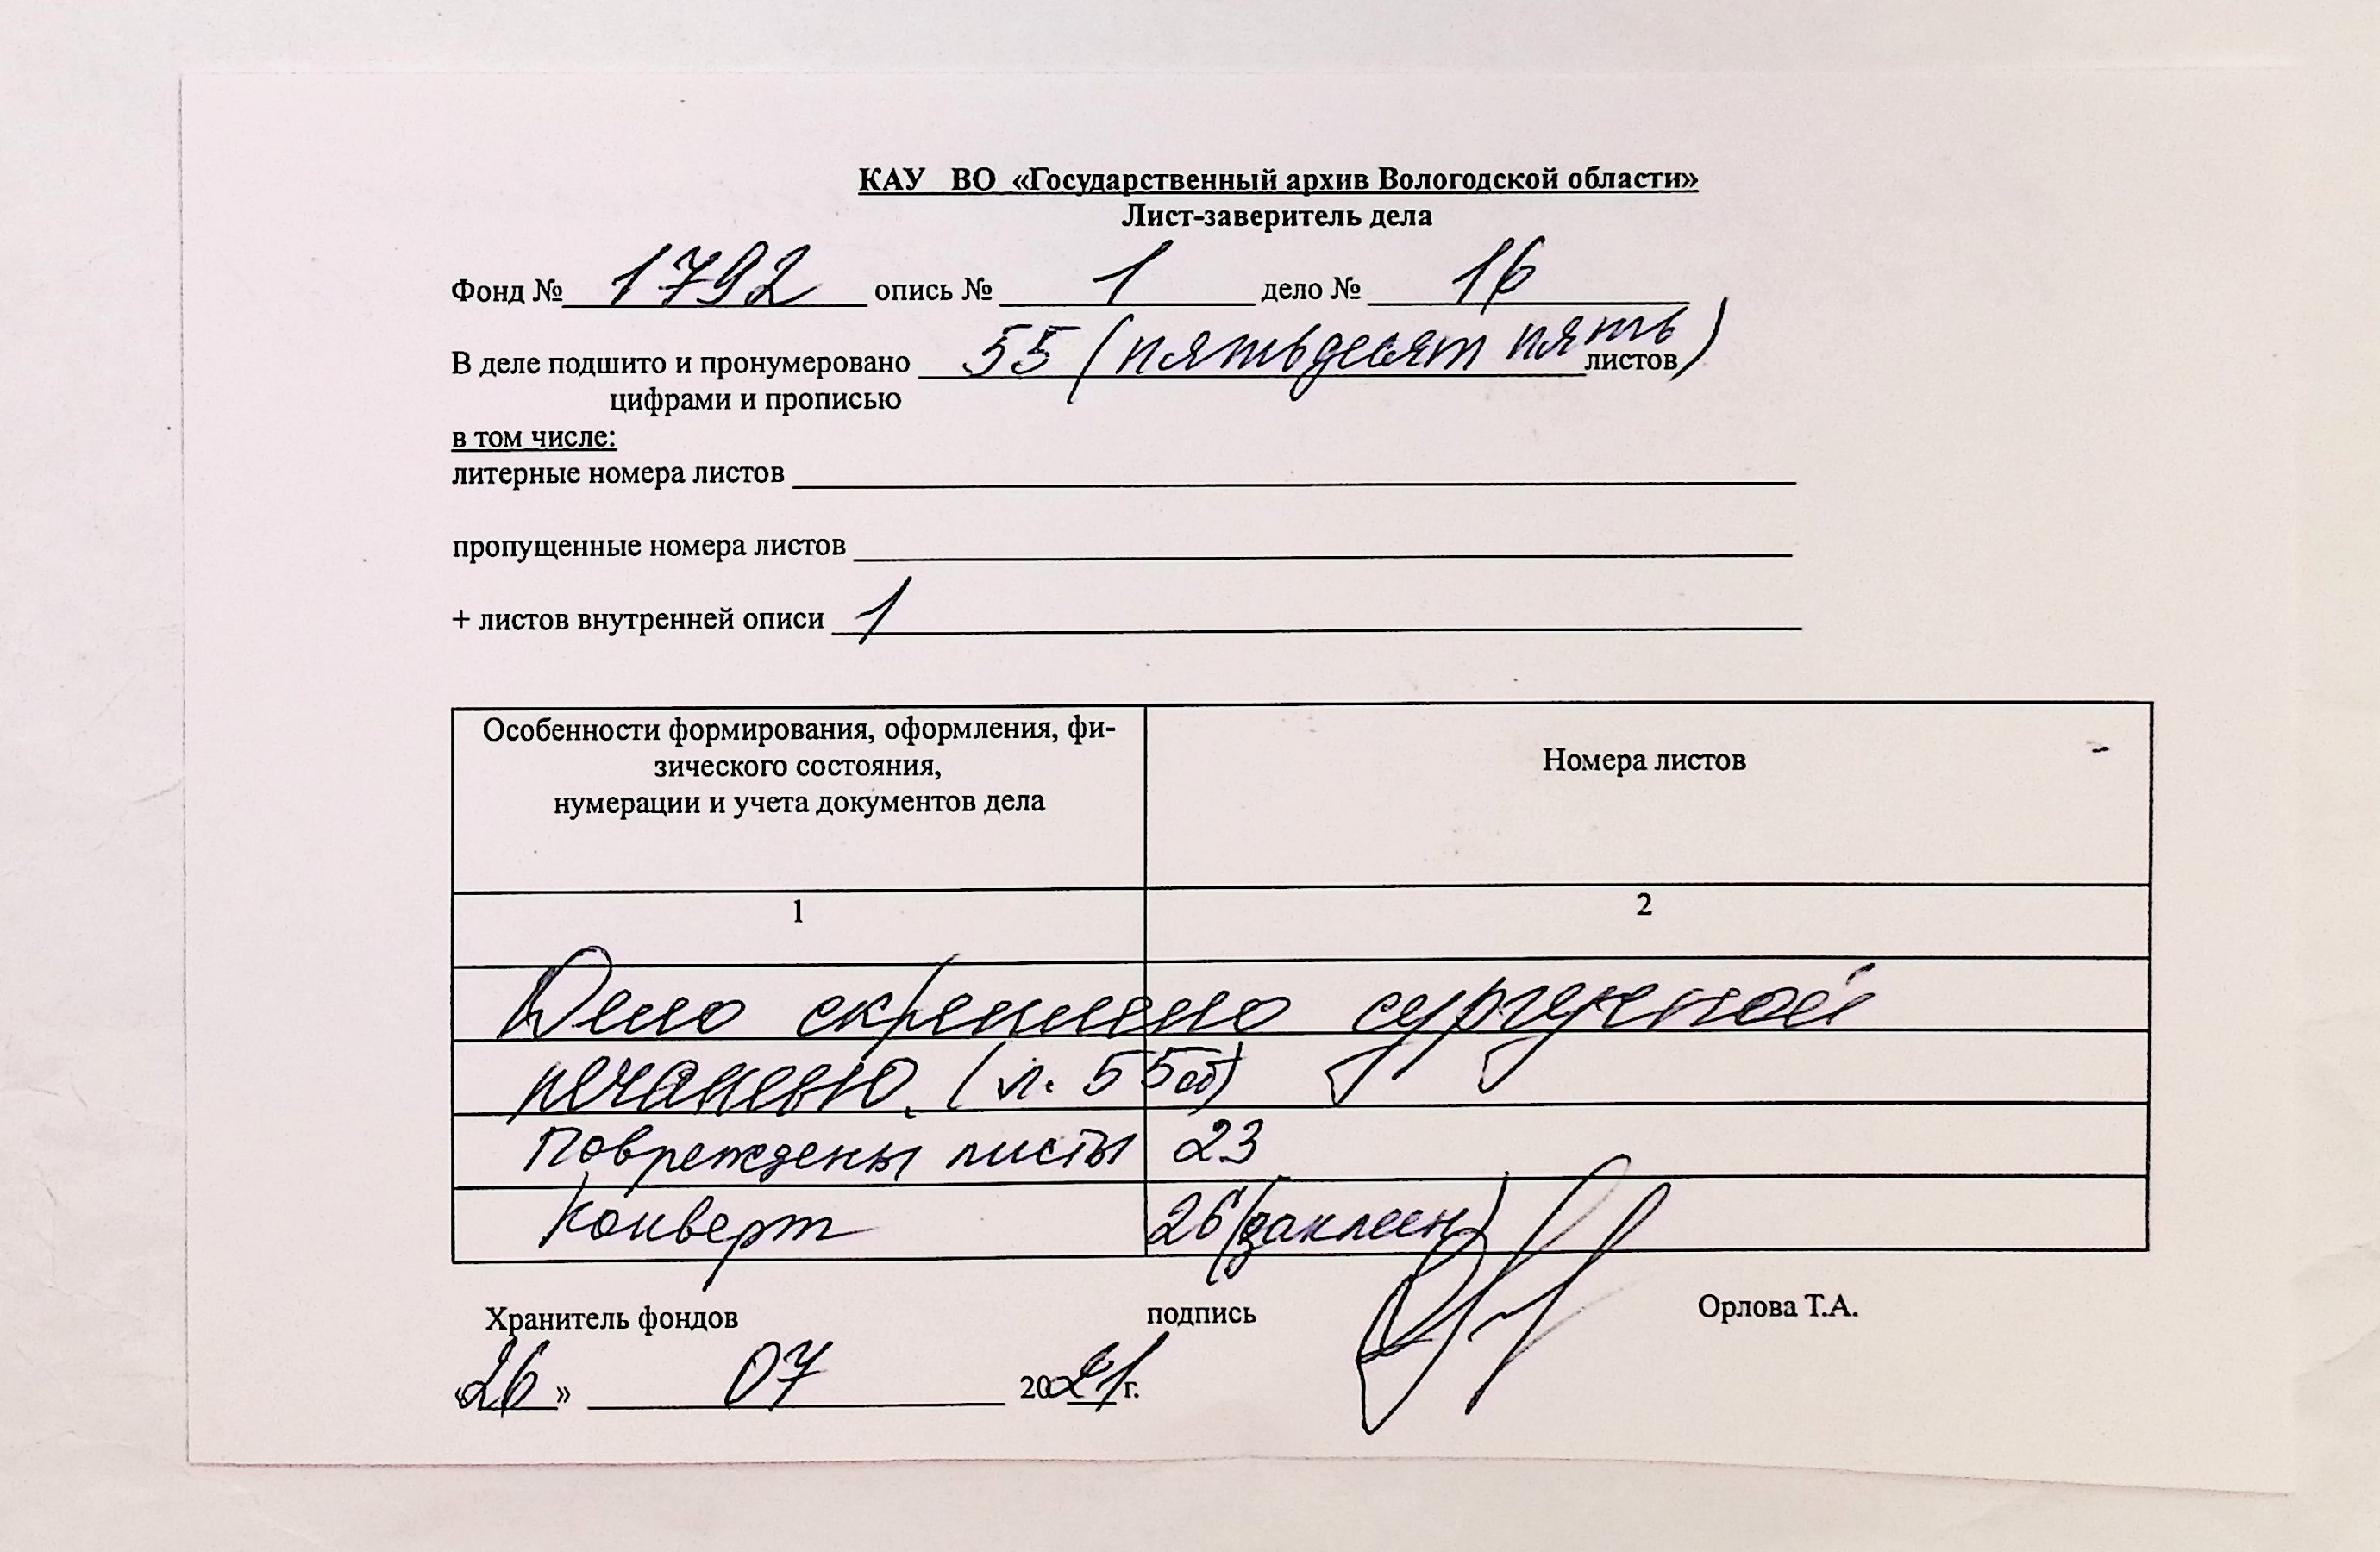 КАУ ВО «Государственный архив Вологодской области»
Лист-заверитель дела
Фонд № 1792 опись № 1 дело № 16
В деле подшито и пронумеровано 55 (пятьдесят пять) листов
цифрами и прописью
в том числе:
литерные номера листов
пропущенные номера листов
+ листов внутренней описи 1
Особенности формирования, оформления, фи-
зического состояния,
нумерации и учета документов дела
Номера листов
1 2
Дело скреплено сургучной
печатью. (л. 55об)
Повреждены листы 23
Конверт 26 (заклеен)
Хранитель фондов подпись Орлова Т.А.
«26» 07 2021 г.